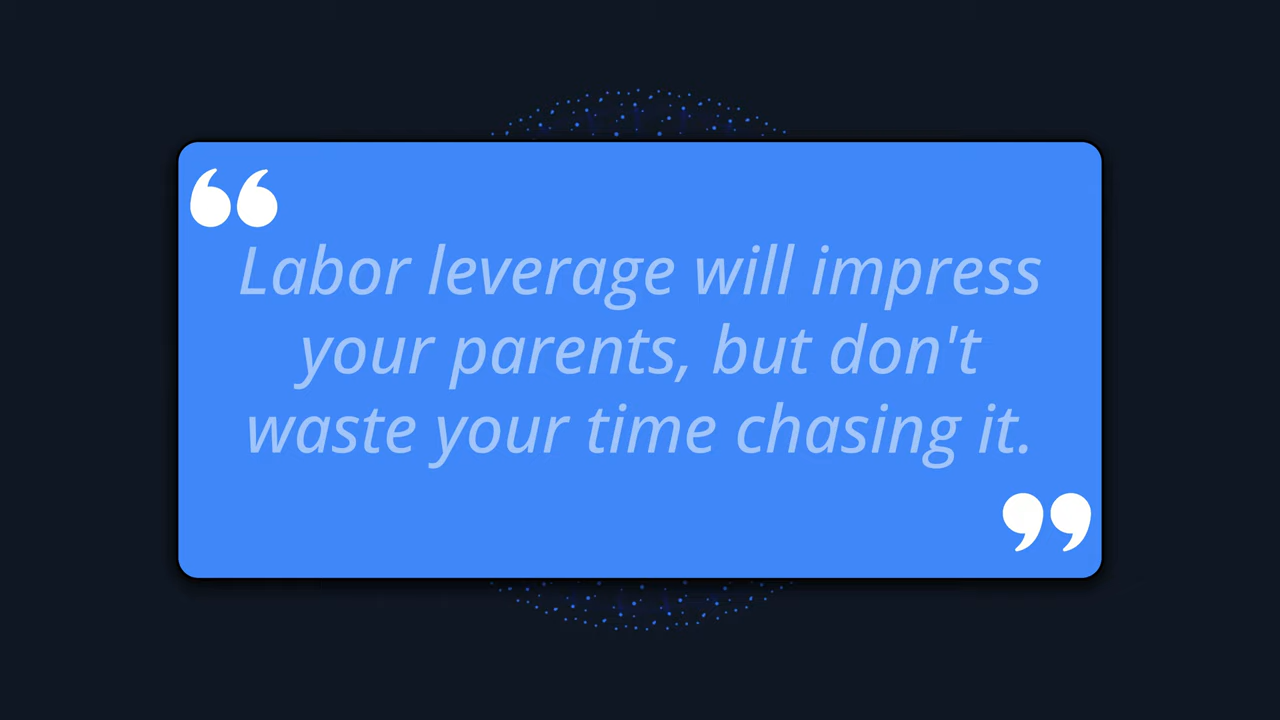 “
Labor leverage will impress
your parents, but don't
waste your time chasing it.
”